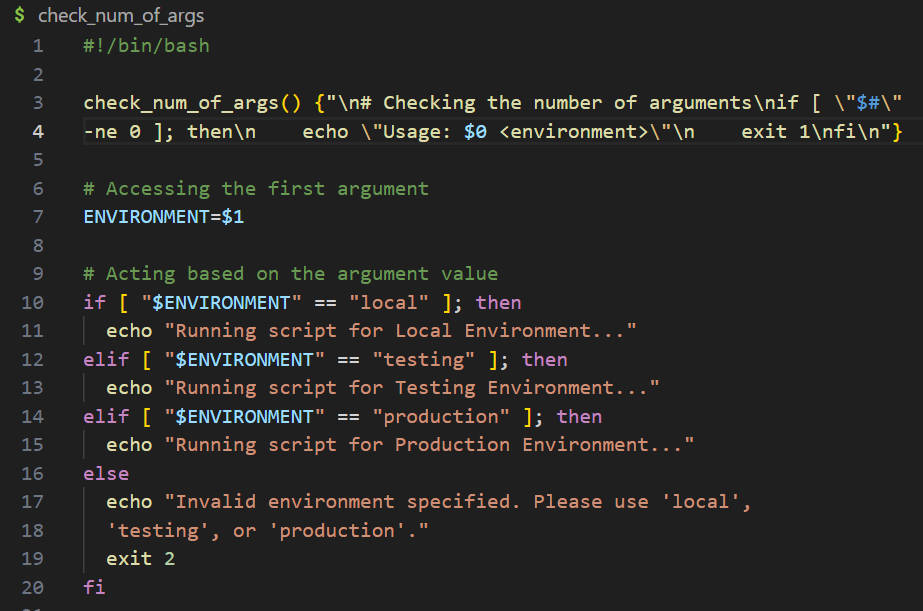 $ check_num_of_args
1 #!/bin/bash
2
3 check_num_of_args() {"\n# Checking the number of arguments\nif [ \"$#\"
4 -ne 0 ]; then\n    echo \"Usage: $0 <environment>\"\n    exit 1\nfi\n"}
5
6 # Accessing the first argument
7 ENVIRONMENT=$1
8
9 # Acting based on the argument value
10 if [ "$ENVIRONMENT" == "local" ]; then
11   echo "Running script for Local Environment..."
12 elif [ "$ENVIRONMENT" == "testing" ]; then
13   echo "Running script for Testing Environment..."
14 elif [ "$ENVIRONMENT" == "production" ]; then
15   echo "Running script for Production Environment..."
16 else
17   echo "Invalid environment specified. Please use 'local',
18   'testing', or 'production'."
19   exit 2
20 fi